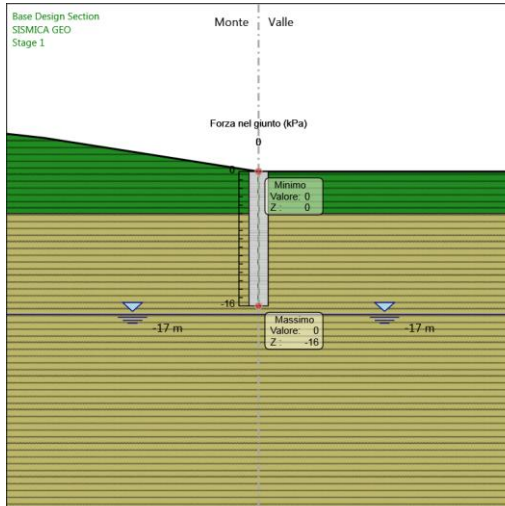 Base Design Section
SISMICA GEO
Stage 1
Monte
Valle
Forza nel giunto (kPa)
0
0
Minimo
Valore: 0
Z : 0
-16
Massimo
Valore: 0
Z : -16
-17 m
-17 m